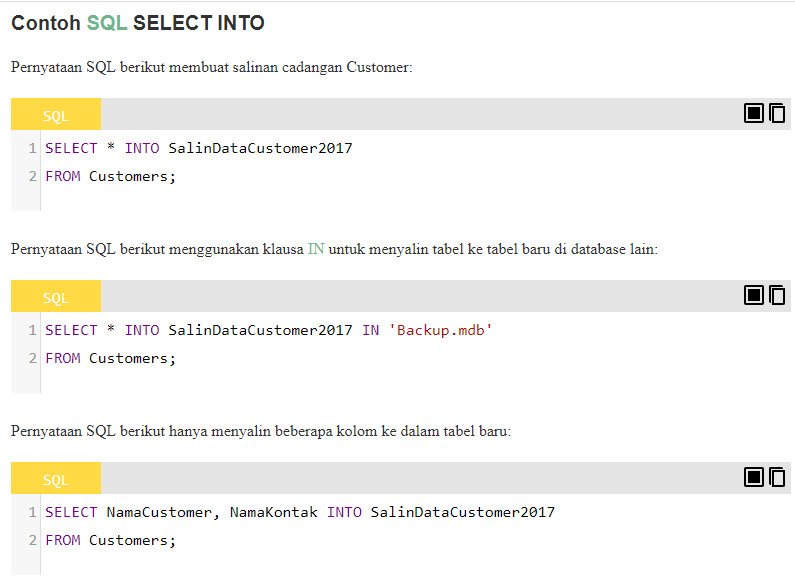 Contoh SQL SELECT INTO
Pernyataan SQL berikut membuat salinan cadangan Customer:
SQL
1 SELECT * INTO SalinDataCustomer2017
2 FROM Customers;
Pernyataan SQL berikut menggunakan klausa IN untuk menyalin tabel ke tabel baru di database lain:
SQL
1 SELECT * INTO SalinDataCustomer2017 IN 'Backup.mdb'
2 FROM Customers;
Pernyataan SQL berikut hanya menyalin beberapa kolom ke dalam tabel baru:
SQL
1 SELECT NamaCustomer, NamaKontak INTO SalinDataCustomer2017
2 FROM Customers;